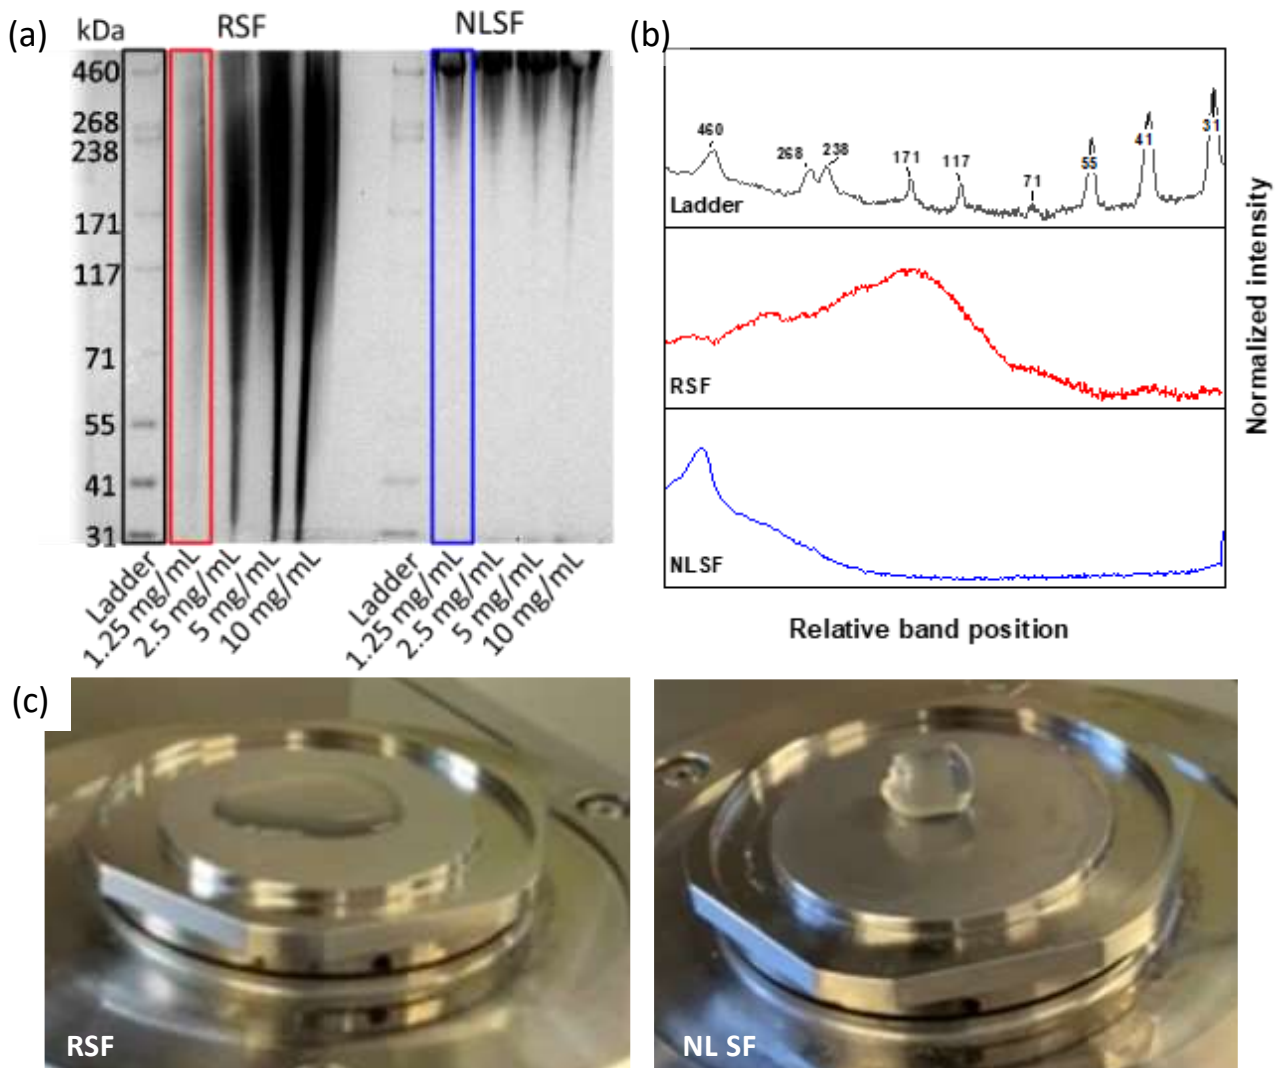 (a)
kDa
RSF
NLSF
460
268
238
171
117
71
55
41
31
Ladder
1.25 mg/mL
2.5 mg/mL
5 mg/mL
10 mg/mL
Ladder
1.25 mg/mL
2.5 mg/mL
5 mg/mL
10 mg/mL
(b)
460
268
238
171
117
71
55
41
31
Ladder
RSF
NLSF
Normalized intensity
Relative band position
(c)
RSF
NL SF